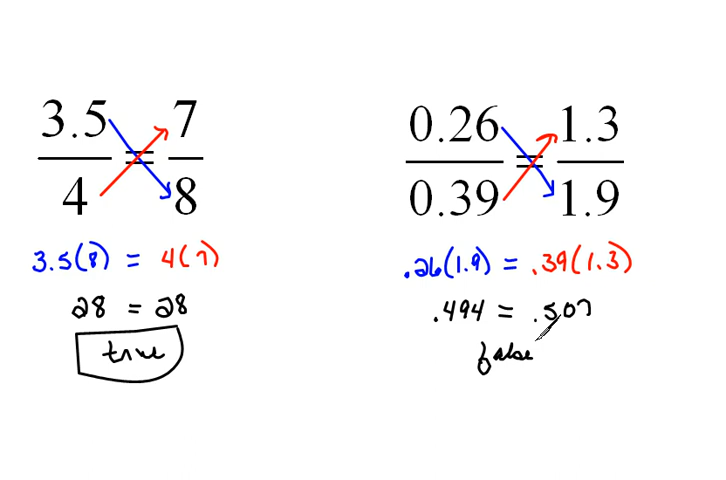 3.5/4 = 7/8
3.5(8) = 4(7)
28 = 28
true
0.26/0.39 = 1.3/1.9
.26(1.9) = .39(1.3)
.494 = .507
false